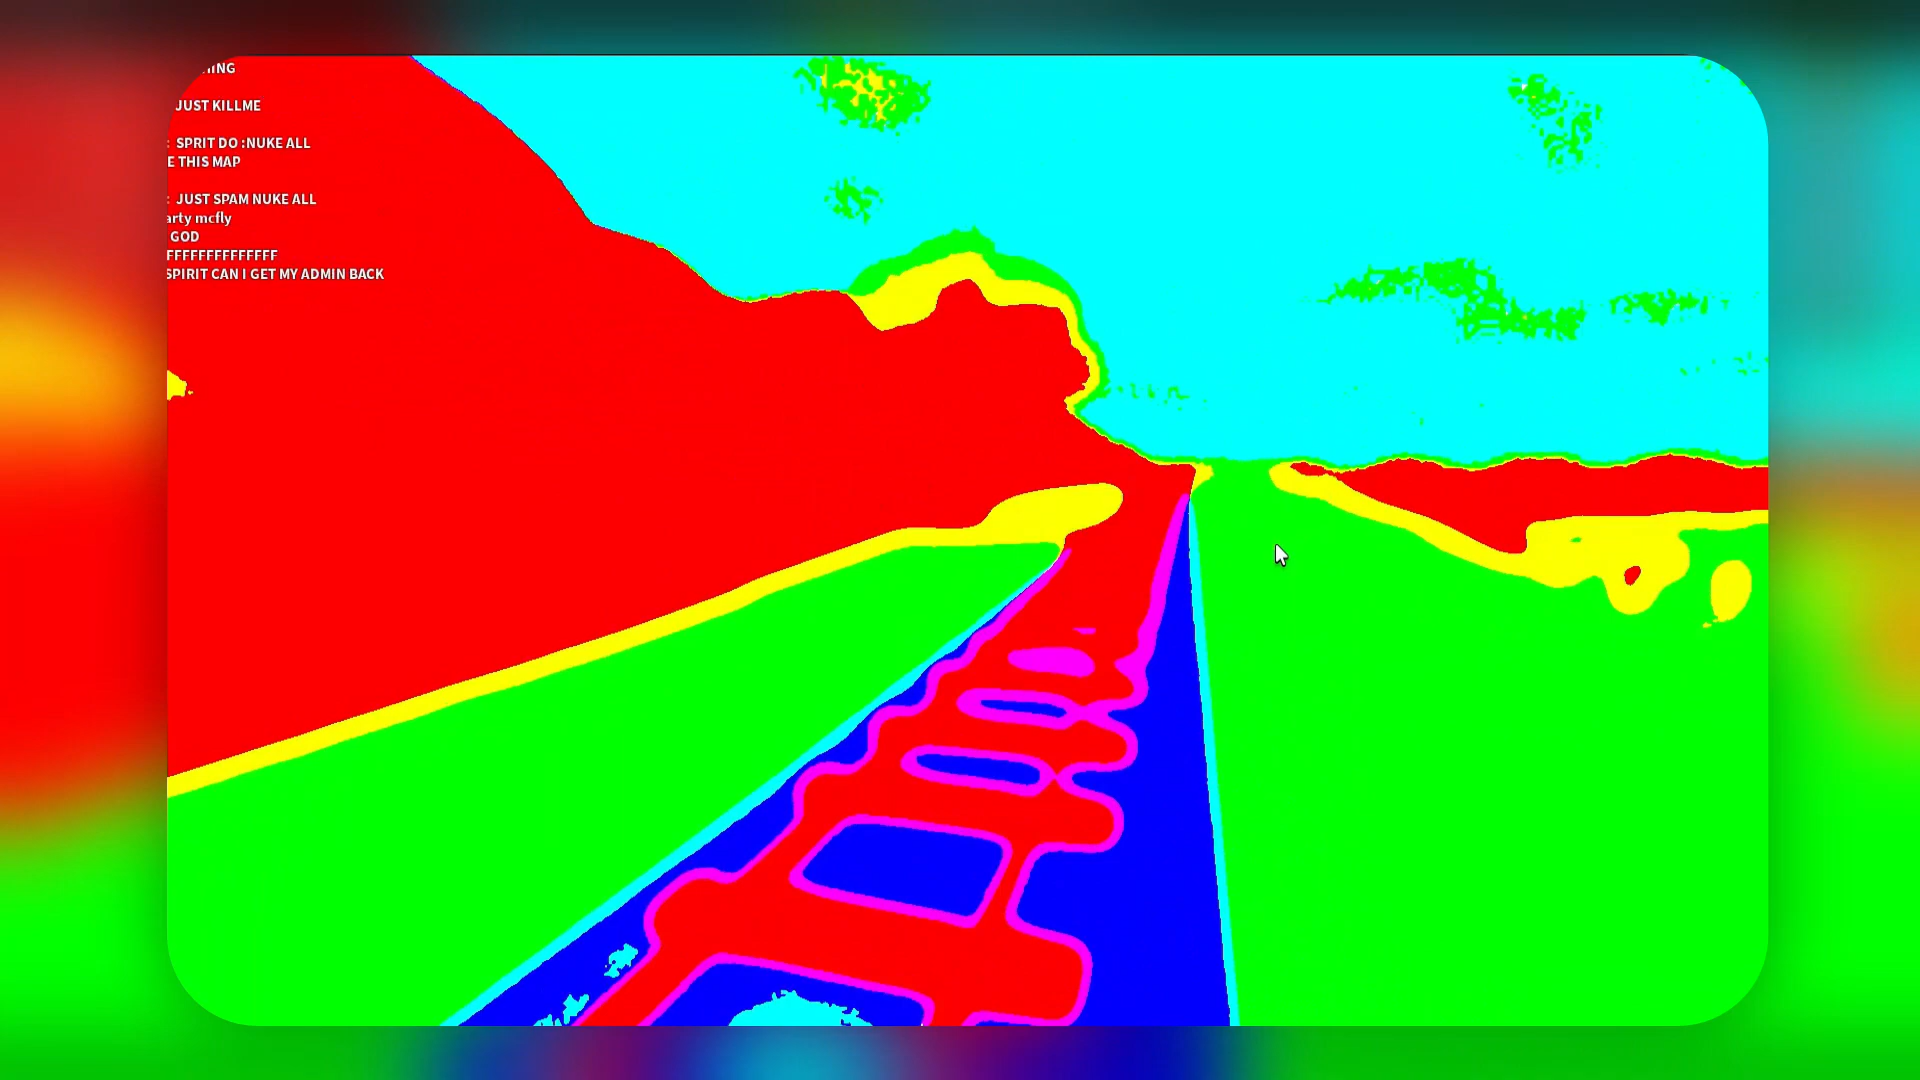 JUST KILLME
: SPRIT DO :NUKE ALL
E THIS MAP
: JUST SPAM NUKE ALL
arty mcfly
GOD
FFFFFFFFFFFFFF
SPIRIT CAN I GET MY ADMIN BACK